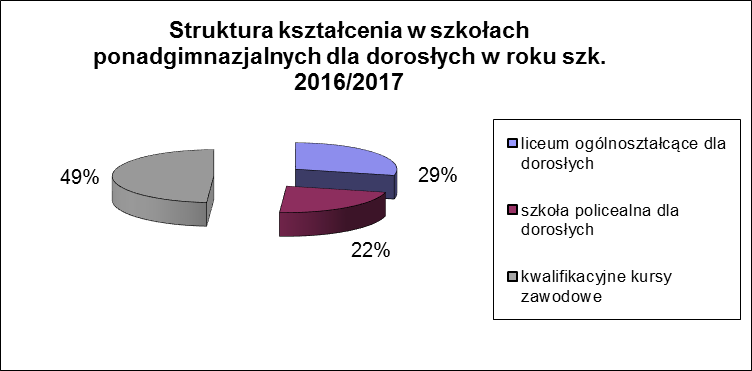 Struktura kształcenia w szkołach
ponadgimnazjalnych dla dorosłych w roku szk.
2016/2017
49%
29%
22%
liceum ogólnoształcące dla
dorosłych
szkoła policealna dla
dorosłych
kwalifikacyjne kursy
zawodowe